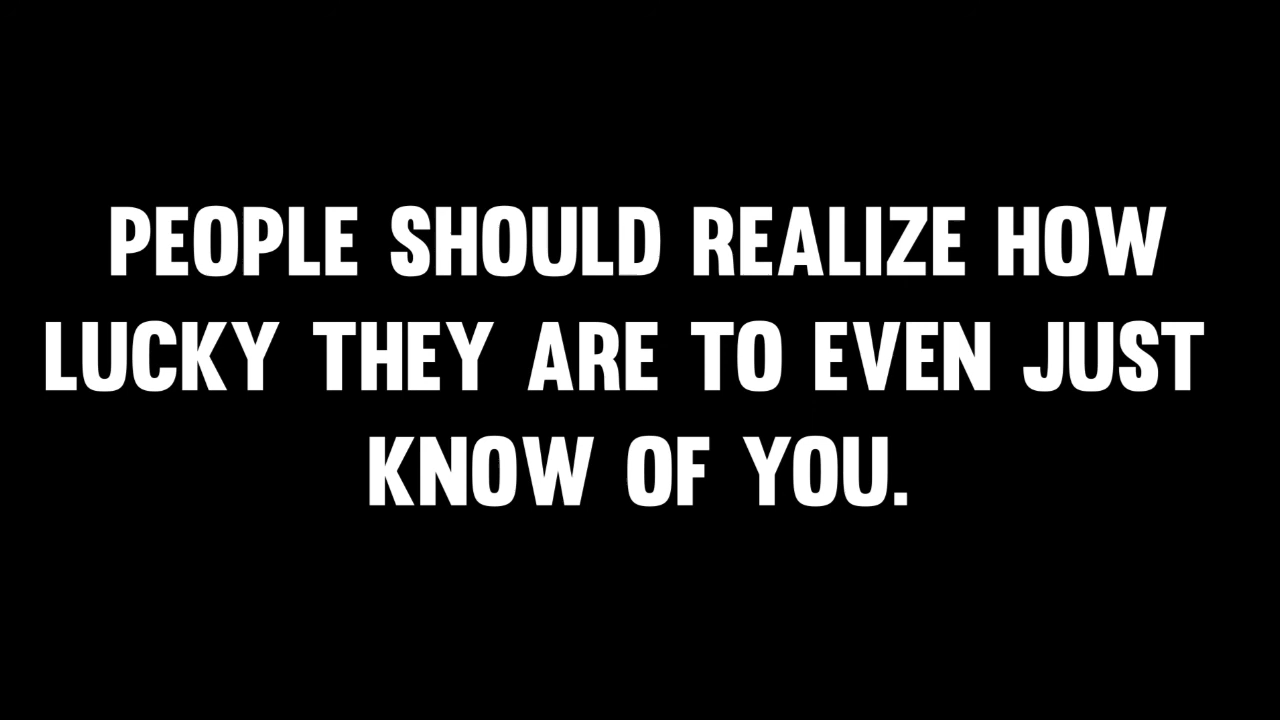 PEOPLE SHOULD REALIZE HOW
LUCKY THEY ARE TO EVEN JUST
KNOW OF YOU.